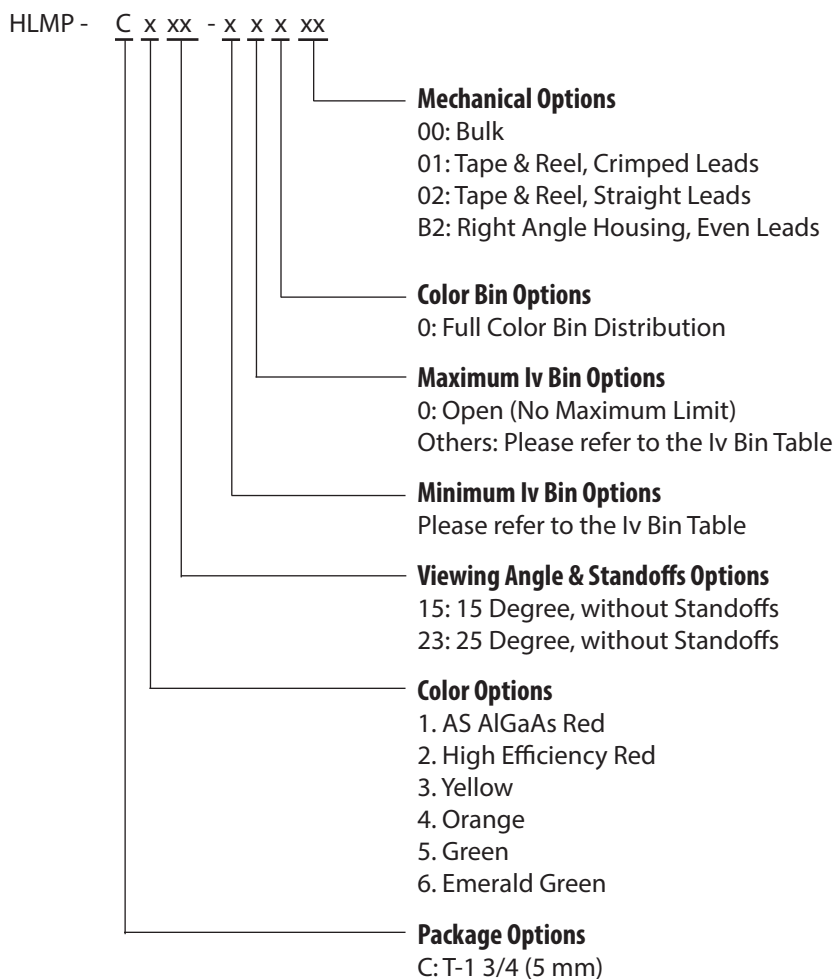 HLMP - C x xx - x x x xx
Mechanical Options
00: Bulk
01: Tape & Reel, Crimped Leads
02: Tape & Reel, Straight Leads
B2: Right Angle Housing, Even Leads
Color Bin Options
0: Full Color Bin Distribution
Maximum Iv Bin Options
0: Open (No Maximum Limit)
Others: Please refer to the Iv Bin Table
Minimum Iv Bin Options
Please refer to the Iv Bin Table
Viewing Angle & Standoffs Options
15: 15 Degree, without Standoffs
23: 25 Degree, without Standoffs
Color Options
1. AS AlGaAs Red
2. High Efficiency Red
3. Yellow
4. Orange
5. Green
6. Emerald Green
Package Options
C: T-1 3/4 (5 mm)